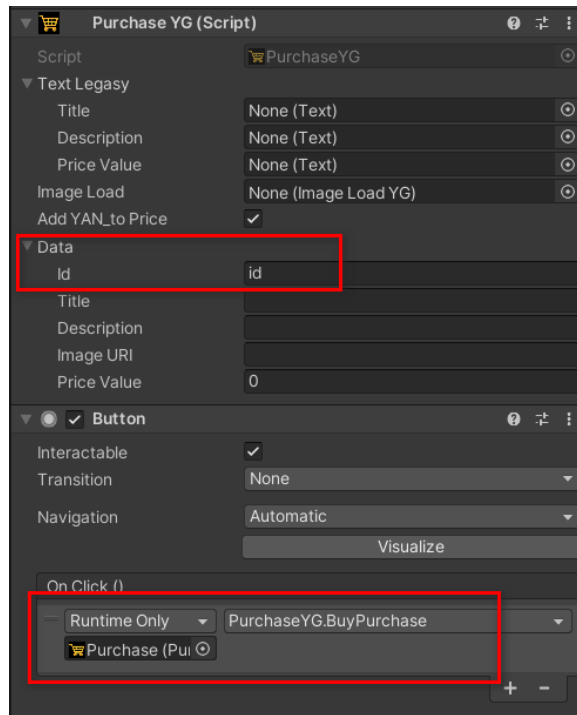 Purchase YG (Script)
Script PurchaseYG
Text Legasy
Title None (Text)
Description None (Text)
Price Value None (Text)
Image Load None (Image Load YG)
Add YAN_to Price
Data
Id id
Title
Description
Image URI
Price Value 0
Button
Interactable
Transition None
Navigation Automatic
Visualize
On Click ()
Runtime Only PurchaseYG.BuyPurchase
Purchase (Pur
+ −